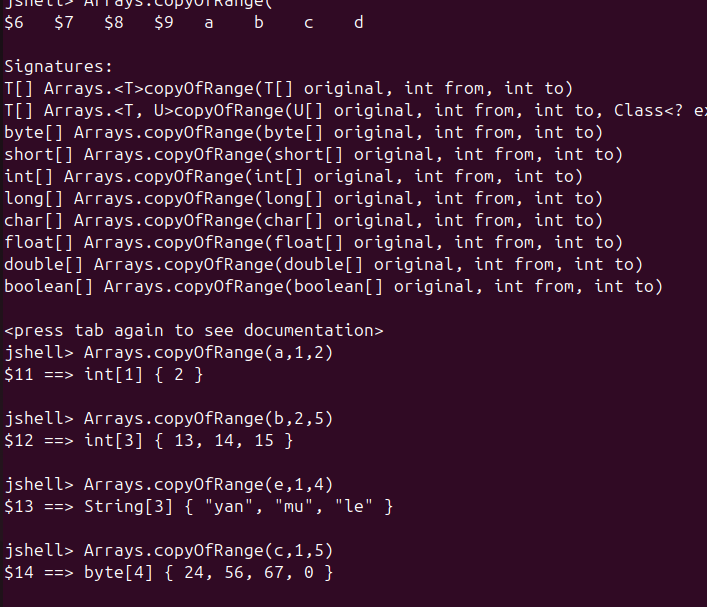 jshell> Arrays.copyOfRange(
$6   $7   $8   $9   a    b    c    d

Signatures:
T[] Arrays.<T>copyOfRange(T[] original, int from, int to)
T[] Arrays.<T, U>copyOfRange(U[] original, int from, int to, Class<? ex
byte[] Arrays.copyOfRange(byte[] original, int from, int to)
short[] Arrays.copyOfRange(short[] original, int from, int to)
int[] Arrays.copyOfRange(int[] original, int from, int to)
long[] Arrays.copyOfRange(long[] original, int from, int to)
char[] Arrays.copyOfRange(char[] original, int from, int to)
float[] Arrays.copyOfRange(float[] original, int from, int to)
double[] Arrays.copyOfRange(double[] original, int from, int to)
boolean[] Arrays.copyOfRange(boolean[] original, int from, int to)

<press tab again to see documentation>
jshell> Arrays.copyOfRange(a,1,2)
$11 ==> int[1] { 2 }

jshell> Arrays.copyOfRange(b,2,5)
$12 ==> int[3] { 13, 14, 15 }

jshell> Arrays.copyOfRange(e,1,4)
$13 ==> String[3] { "yan", "mu", "le" }

jshell> Arrays.copyOfRange(c,1,5)
$14 ==> byte[4] { 24, 56, 67, 0 }